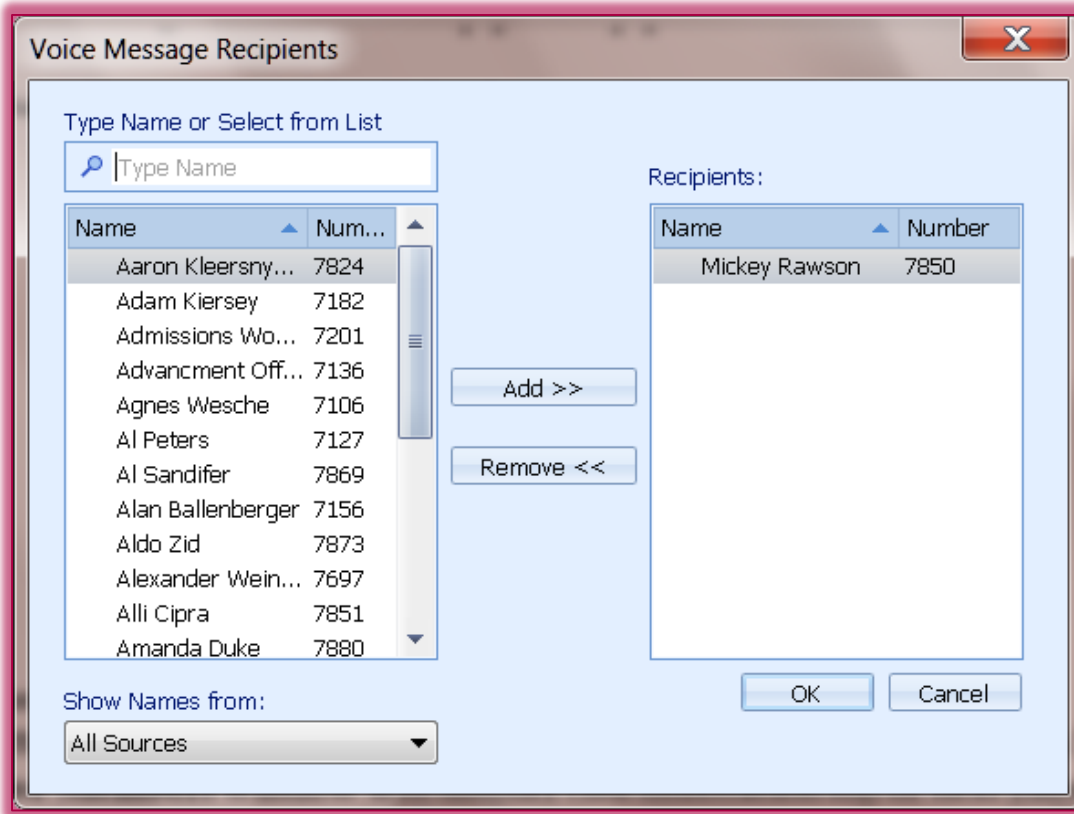 Voice Message Recipients
Type Name or Select from List
Type Name
Name Num...
Aaron Kleersny... 7824
Adam Kiersey 7182
Admissions Wo... 7201
Advancment Off... 7136
Agnes Wesche 7106
Al Peters 7127
Al Sandifer 7869
Alan Ballenberger 7156
Aldo Zid 7873
Alexander Wein... 7697
Alli Cipra 7851
Amanda Duke 7880
Show Names from:
All Sources
Add >>
Remove <<
Recipients:
Name Number
Mickey Rawson 7850
OK Cancel